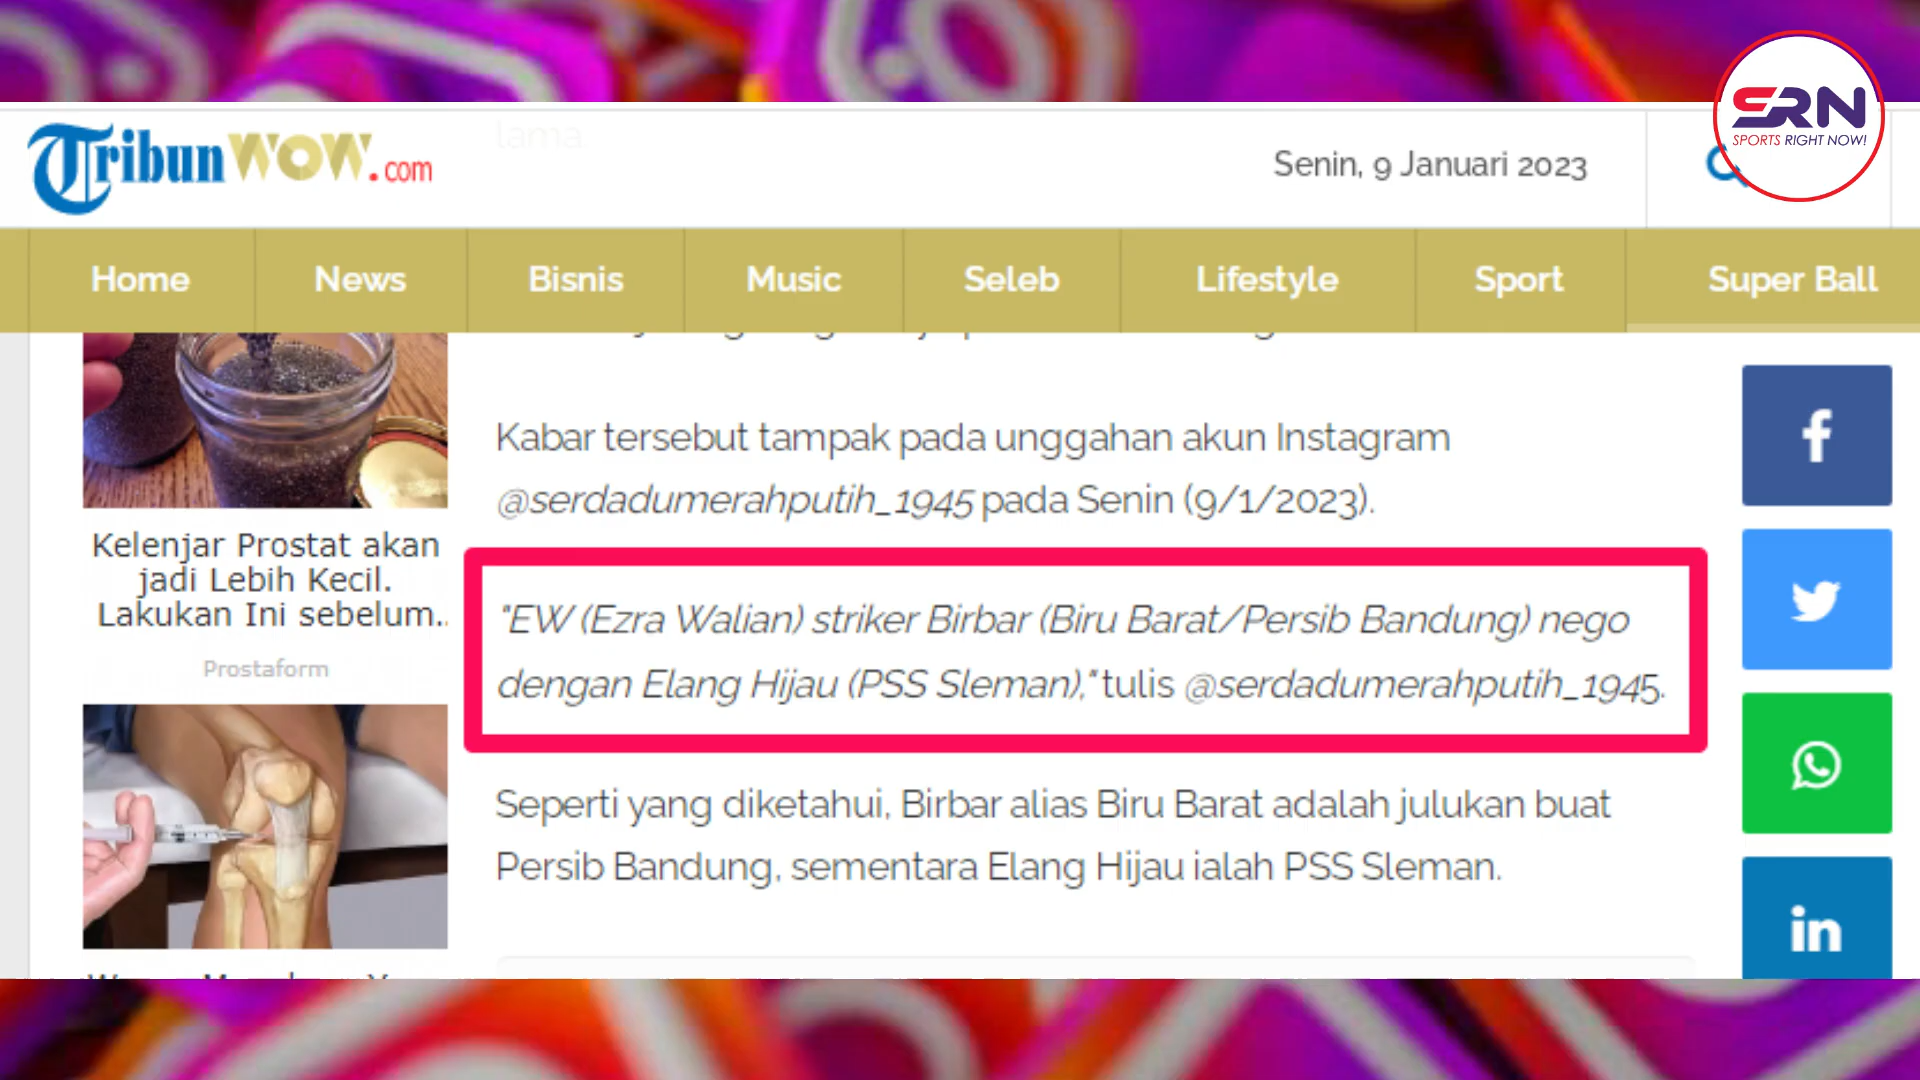 SRN
SPORTS RIGHT NOW!
TribunWOW.com
lama.
Senin, 9 Januari 2023
Home News Bisnis Music Seleb Lifestyle Sport Super Ball
Kabar tersebut tampak pada unggahan akun Instagram
@serdadumerahputih_1945 pada Senin (9/1/2023).
"EW (Ezra Walian) striker Birbar (Biru Barat/Persib Bandung) nego
dengan Elang Hijau (PSS Sleman)," tulis @serdadumerahputih_1945.
Seperti yang diketahui, Birbar alias Biru Barat adalah julukan buat
Persib Bandung, sementara Elang Hijau ialah PSS Sleman.
Kelenjar Prostat akan
jadi Lebih Kecil.
Lakukan Ini sebelum..
Prostaform
f
in